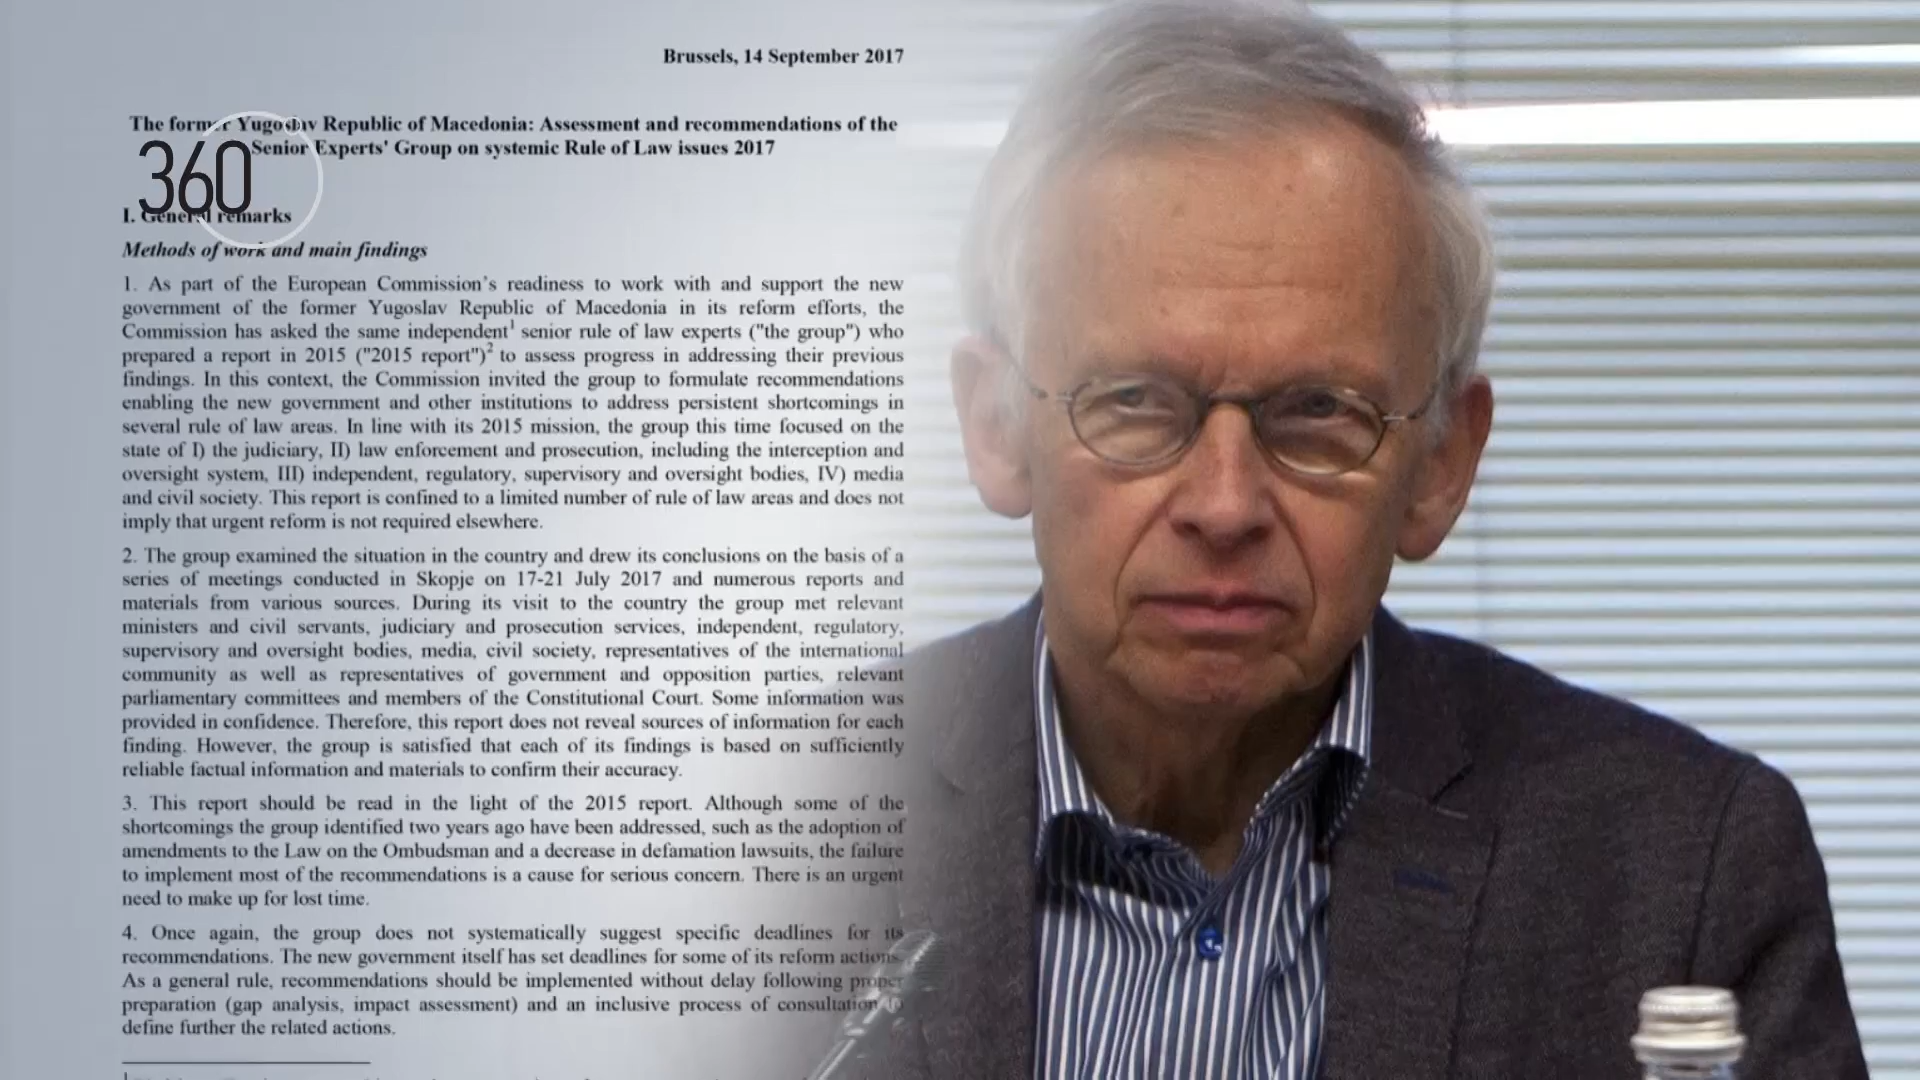 Brussels, 14 September 2017
The former Yugoslav Republic of Macedonia: Assessment and recommendations of the
Senior Experts' Group on systemic Rule of Law issues 2017
360
I. General remarks
Methods of work and main findings
1. As part of the European Commission's readiness to work with and support the new
government of the former Yugoslav Republic of Macedonia in its reform efforts, the
Commission has asked the same independent¹ senior rule of law experts ("the group") who
prepared a report in 2015 ("2015 report")² to assess progress in addressing their previous
findings. In this context, the Commission invited the group to formulate recommendations
enabling the new government and other institutions to address persistent shortcomings in
several rule of law areas. In line with its 2015 mission, the group this time focused on the
state of I) the judiciary, II) law enforcement and prosecution, including the interception and
oversight system, III) independent, regulatory, supervisory and oversight bodies, IV) media
and civil society. This report is confined to a limited number of rule of law areas and does not
imply that urgent reform is not required elsewhere.
2. The group examined the situation in the country and drew its conclusions on the basis of a
series of meetings conducted in Skopje on 17-21 July 2017 and numerous reports and
materials from various sources. During its visit to the country the group met relevant
ministers and civil servants, judiciary and prosecution services, independent, regulatory,
supervisory and oversight bodies, media, civil society, representatives of the international
community as well as representatives of government and opposition parties, relevant
parliamentary committees and members of the Constitutional Court. Some information was
provided in confidence. Therefore, this report does not reveal sources of information for each
finding. However, the group is satisfied that each of its findings is based on sufficiently
reliable factual information and materials to confirm their accuracy.
3. This report should be read in the light of the 2015 report. Although some of the
shortcomings the group identified two years ago have been addressed, such as the adoption of
amendments to the Law on the Ombudsman and a decrease in defamation lawsuits, the failure
to implement most of the recommendations is a cause for serious concern. There is an urgent
need to make up for lost time.
4. Once again, the group does not systematically suggest specific deadlines for its
recommendations. The new government itself has set deadlines for some of its reform actions.
As a general rule, recommendations should be implemented without delay following proper
preparation (gap analysis, impact assessment) and an inclusive process of consultation to
define further the related actions.